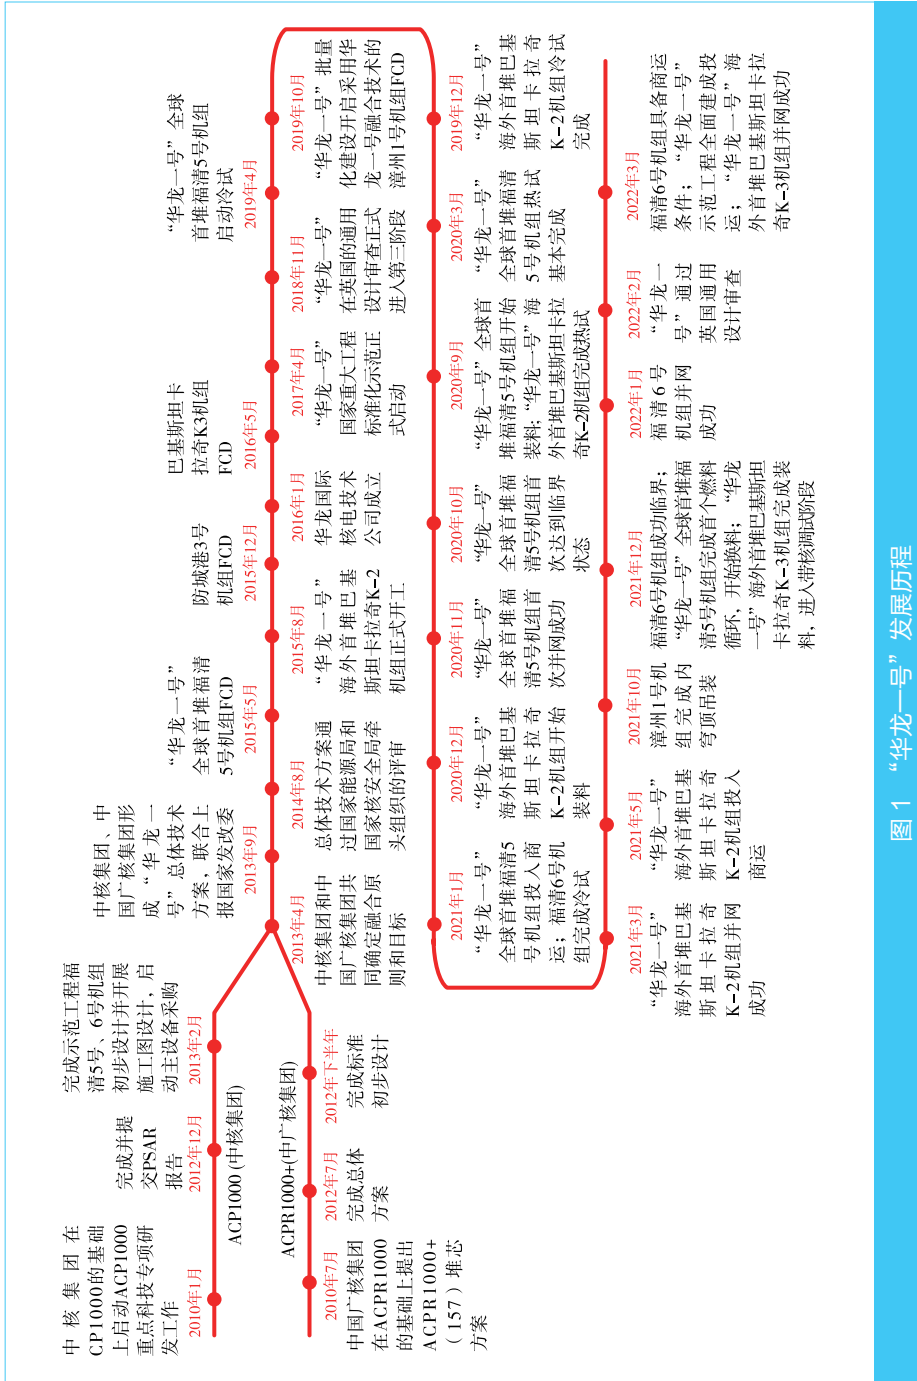 中核集团在
CP1000的基础
上启动ACP1000
重点科技专项研
发工作
2010年1月
完成并提
交PSAR
报告
2012年12月
完成示范工程福
清5号、6号机组
初步设计并开展
施工图设计，启
动主设备采购
2013年2月
ACP1000 (中核集团)
ACPR1000+(中广核集团)
2010年7月
中国广核集团
在ACPR1000
的基础上提出
ACPR1000+
（157）堆芯
方案
2012年7月
完成总体
方案
2012年下半年
完成标准
初步设计
2013年4月
中核集团和中
国广核集团共
同确定融合原
则和目标
中核集团、中
国广核集团形
成“华龙一
号”总体技术
方案，联合上
报国家发改委
2013年9月
2014年8月
总体技术方案通
过国家能源局和
国家核安全局牵
头组织的评审
“华龙一号”
全球首堆福清
5号机组FCD
2015年5月
2015年8月
“华龙一号”
海外首堆巴基
斯坦卡拉奇K-2
机组正式开工
防城港3号
机组FCD
2015年12月
2016年1月
华龙国际
核电技术
公司成立
巴基斯坦卡
拉奇K3机组
FCD
2016年5月
2017年4月
“华龙一号”
国家重大工程
标准化示范正
式启动
2018年11月
“华龙一号”
在英国的通用
设计审查正式
进入第三阶段
“华龙一号”全球
首堆福清5号机组
启动冷试
2019年4月
2019年10月
“华龙一号”批量
化建设开启采用华
龙一号融合技术的
漳州1号机组FCD
2019年12月
“华龙一号”
海外首堆巴基
斯坦卡拉奇
K-2机组冷试
完成
2020年3月
“华龙一号”
全球首堆福清
5号机组热试
基本完成
2020年9月
“华龙一号”全球首
堆福清5号机组开始
装料；“华龙一号”海
外首堆巴基斯坦卡拉
奇K-2机组完成热试
2020年10月
“华龙一号”
全球首堆福
清5号机组首
次达到临界
状态
2020年11月
“华龙一号”
全球首堆福
清5号机组首
次并网成功
2020年12月
“华龙一号”
海外首堆巴基
斯坦卡拉奇
K-2机组开始
装料
2021年1月
“华龙一号”
全球首堆福清5
号机组投入商
运；福清6号机
组完成冷试
2021年3月
“华龙一号”
海外首堆巴基
斯坦卡拉奇
K-2机组并网
成功
2021年5月
“华龙一号”
海外首堆巴基
斯坦卡拉奇
K-2机组投入
商运
2021年10月
漳州1号机
组完成内
穹顶吊装
2021年12月
福清6号机组成功临界；
“华龙一号”全球首堆福
清5号机组完成首个燃料
循环，开始换料；“华龙
一号”海外首堆巴基斯坦
卡拉奇K-3机组完成装
料，进入带核调试阶段
2022年1月
福清6号
机组并网
成功
2022年2月
“华龙一
号”通过
英国通用
设计审查
2022年3月
福清6号机组具备商运
条件；“华龙一号”
示范工程全面建成投
运；“华龙一号”海
外首堆巴基斯坦卡拉
奇K-3机组并网成功
图1 “华龙一号”发展历程